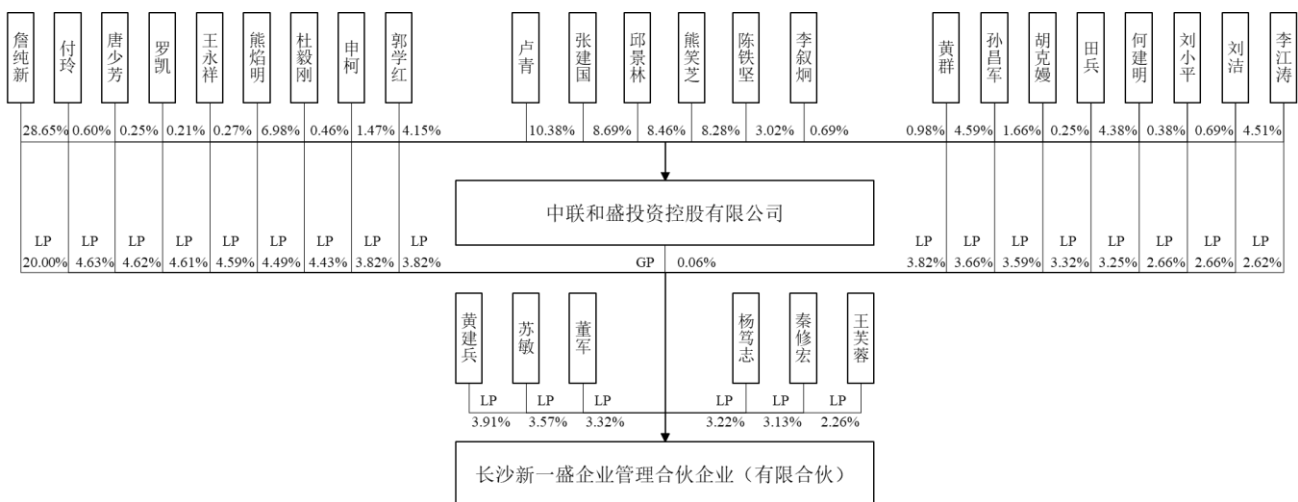 詹纯新
付玲
唐少芳
罗凯
王永祥
熊焰明
杜毅刚
申柯
郭学红
卢青
张建国
邱景林
熊笑芝
陈铁坚
李叙炯
黄群
孙昌军
胡克嫚
田兵
何建明
刘小平
刘洁
李江涛
28.65% 0.60% 0.25% 0.21% 0.27% 6.98% 0.46% 1.47% 4.15% 10.38% 8.69% 8.46% 8.28% 3.02% 0.69% 0.98% 4.59% 1.66% 0.25% 4.38% 0.38% 0.69% 4.51%
中联和盛投资控股有限公司
LP LP LP LP LP LP LP LP LP LP LP LP LP LP LP LP LP
20.00% 4.63% 4.62% 4.61% 4.59% 4.49% 4.43% 3.82% 3.82% GP 0.06% 3.82% 3.66% 3.59% 3.32% 3.25% 2.66% 2.66% 2.62%
黄建兵
苏敏
董军
杨笃志
秦修宏
王芙蓉
LP LP LP LP LP LP
3.91% 3.57% 3.32% 3.22% 3.13% 2.26%
长沙新一盛企业管理合伙企业（有限合伙）